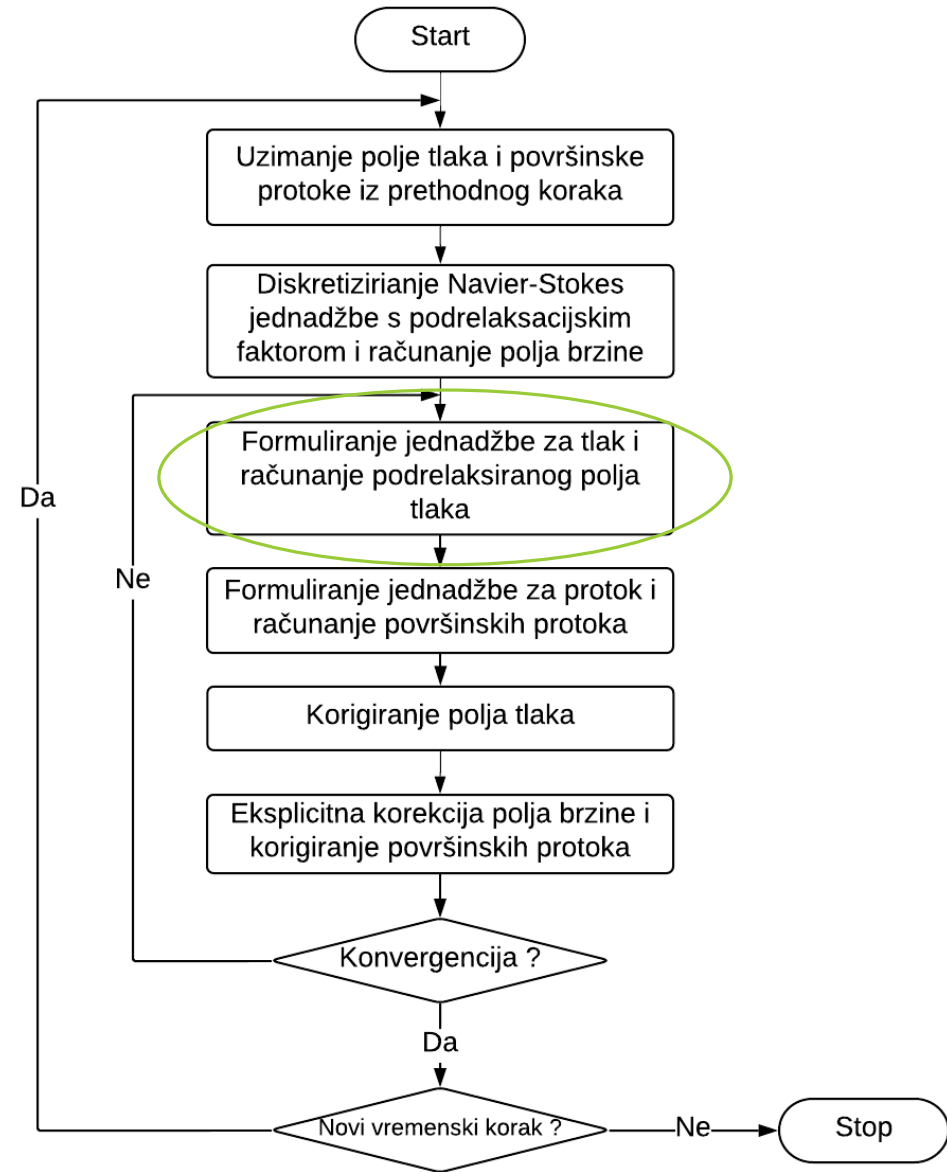 Start
Uzimanje polje tlaka i površinske
protoke iz prethodnog koraka
Diskretizirianje Navier-Stokes
jednadžbe s podrelaksacijskim
faktorom i računanje polja brzine
Formuliranje jednadžbe za tlak i
računanje podrelaksiranog polja
tlaka
Da
Ne
Formuliranje jednadžbe za protok i
računanje površinskih protoka
Korigiranje polja tlaka
Eksplicitna korekcija polja brzine i
korigiranje površinskih protoka
Konvergencija ?
Da
Novi vremenski korak ?
Ne
Stop